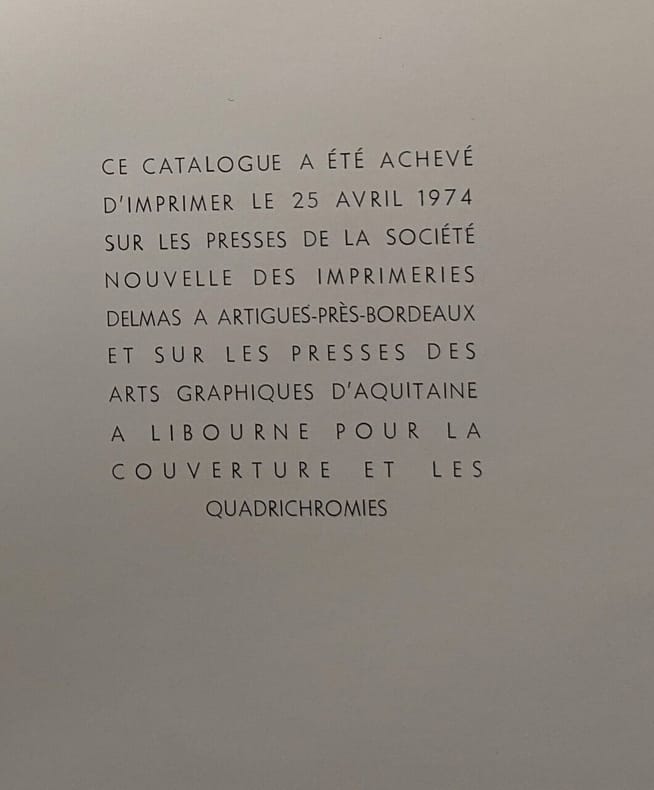 CE CATALOGUE A ÉTÉ ACHEVÉ
D'IMPRIMER LE 25 AVRIL 1974
SUR LES PRESSES DE LA SOCIÉTÉ
NOUVELLE DES IMPRIMERIES
DELMAS A ARTIGUES-PRÈS-BORDEAUX
ET SUR LES PRESSES DES
ARTS GRAPHIQUES D'AQUITAINE
A LIBOURNE POUR LA
COUVERTURE ET LES
QUADRICHROMIES